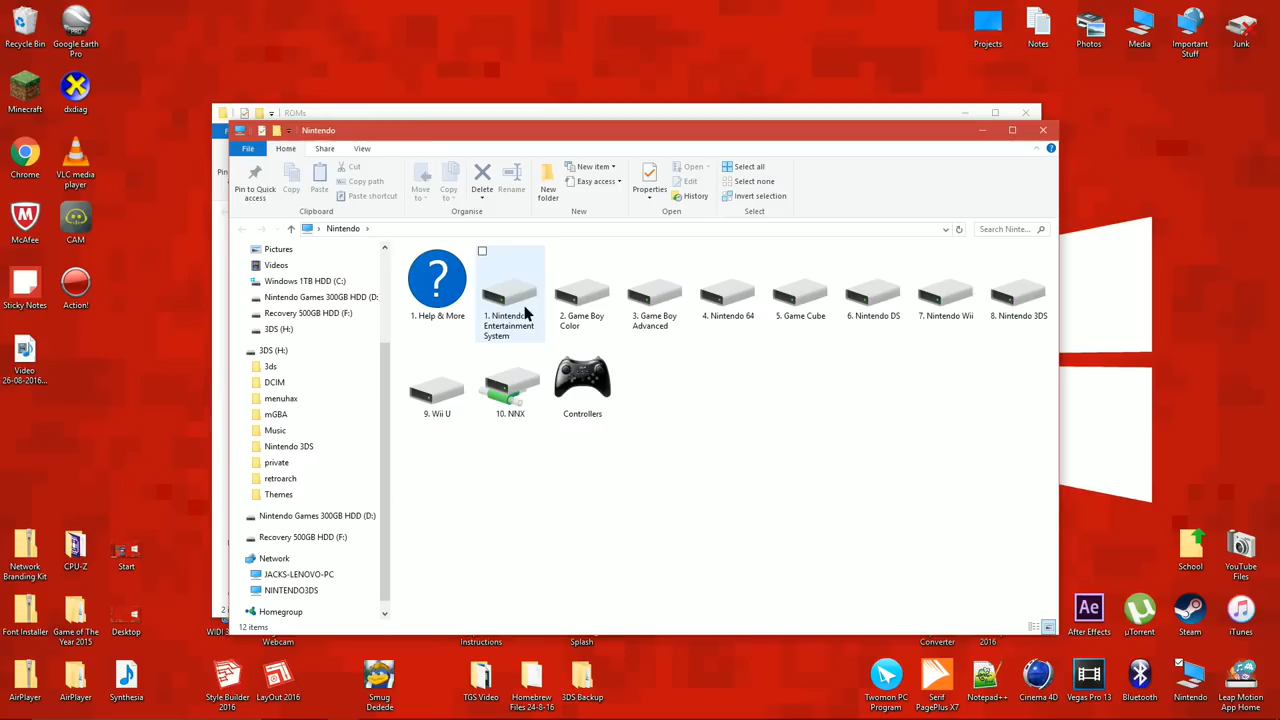 Recycle Bin
Google Earth
Pro
Minecraft
dxdiag
Chrome
VLC media
player
McAfee
CAM
Sticky Notes
Action!
Video
26-08-2016...
Projects
Notes
Photos
Media
Important
Stuff
Junk
ROMs
Nintendo
File
Home
Share
View
Pin to Quick
access
Copy
Paste
Cut
Copy path
Paste shortcut
Clipboard
Move
to
Copy
to
Delete
Rename
Organise
New
folder
New item
Easy access
New
Properties
Open
Edit
History
Open
Select all
Select none
Invert selection
Select
Nintendo
Search Ninte...
Pictures
Videos
Windows 1TB HDD (C:)
Nintendo Games 300GB HDD (D:
Recovery 500GB HDD (F:)
3DS (H:)
3DS (H:)
3ds
DCIM
menuhax
mGBA
Music
Nintendo 3DS
private
retroarch
Themes
Nintendo Games 300GB HDD (D:)
Recovery 500GB HDD (F:)
Network
JACKS-LENOVO-PC
NINTENDO3DS
Homegroup
12 items
1. Help & More
1. Nintendo
Entertainment
System
2. Game Boy
Color
3. Game Boy
Advanced
4. Nintendo 64
5. Game Cube
6. Nintendo DS
7. Nintendo Wii
8. Nintendo 3DS
9. Wii U
10. NNX
Controllers
Network
Branding Kit
CPU-Z
Start
Font Installer
Game of The
Year 2015
Desktop
WIDI
Webcam
Instructions
Splash
Converter
2016
AirPlayer
AirPlayer
Synthesia
Style Builder
2016
LayOut 2016
Smug
Dedede
TGS Video
Homebrew
Files 24-8-16
3DS Backup
School
YouTube
Files
After Effects
µTorrent
Steam
iTunes
Twomon PC
Program
Serif
PagePlus X7
Notepad++
Cinema 4D
Vegas Pro 13
Bluetooth
Nintendo
Leap Motion
App Home